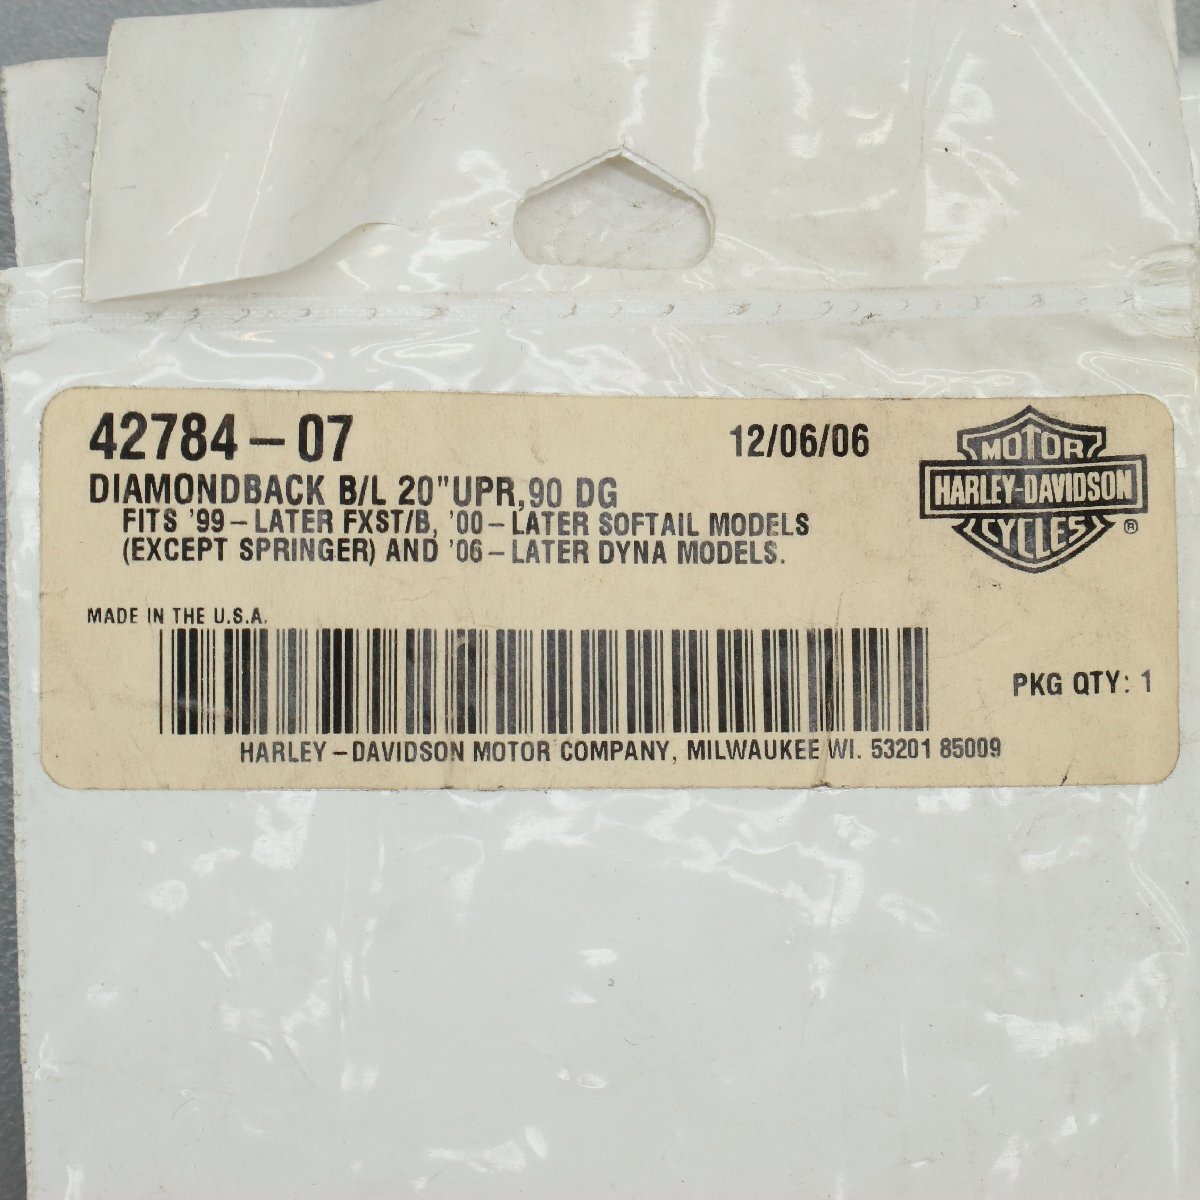 42784-07 12/06/06
DIAMONDBACK B/L 20"UPR,90 DG
FITS '99-LATER FXST/B, '00-LATER SOFTAIL MODELS
(EXCEPT SPRINGER) AND '06-LATER DYNA MODELS.
MOTOR
HARLEY-DAVIDSON
CYCLES ®
MADE IN THE U.S.A.
PKG QTY: 1
HARLEY-DAVIDSON MOTOR COMPANY, MILWAUKEE WI. 53201 85009